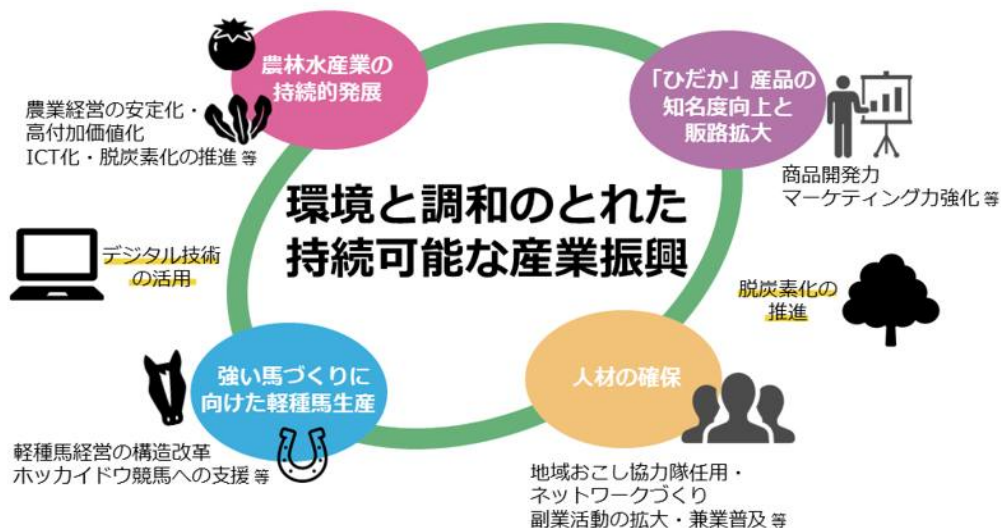 農林水産業の
持続的発展
農業経営の安定化・
高付加価値化
ICT化・脱炭素化の推進 等
「ひだか」産品の
知名度向上と
販路拡大
商品開発力
マーケティング力強化 等
環境と調和のとれた
持続可能な産業振興
デジタル技術
の活用
脱炭素化の
推進
強い馬づくりに
向けた軽種馬生産
軽種馬経営の構造改革
ホッカイドウ競馬への支援 等
人材の確保
地域おこし協力隊任用・
ネットワークづくり
副業活動の拡大・兼業普及 等